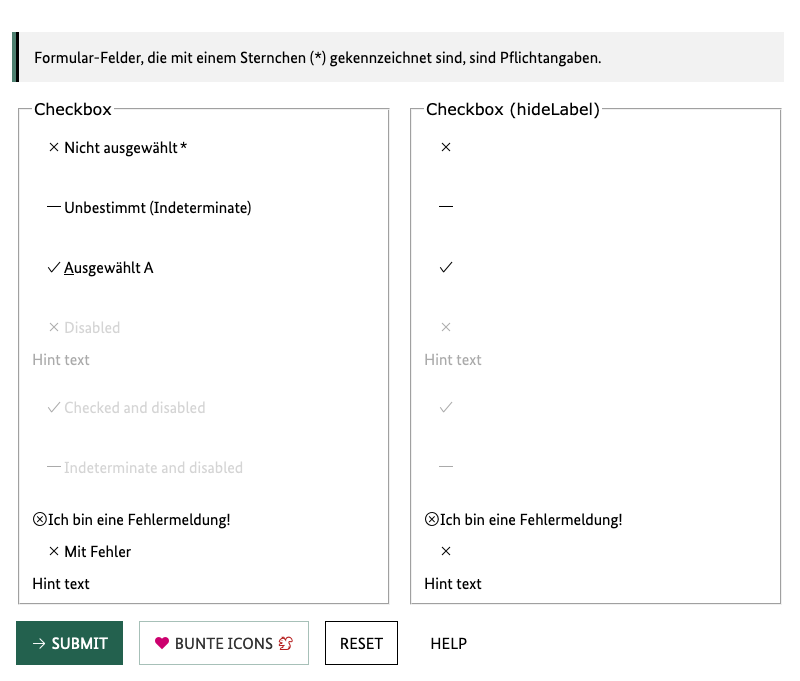 Formular-Felder, die mit einem Sternchen (*) gekennzeichnet sind, sind Pflichtangaben.
Checkbox
Nicht ausgewählt *
Unbestimmt (Indeterminate)
Ausgewählt A
Disabled
Hint text
Checked and disabled
Indeterminate and disabled
Ich bin eine Fehlermeldung!
Mit Fehler
Hint text
Checkbox (hideLabel)
Hint text
Ich bin eine Fehlermeldung!
Hint text
SUBMIT
BUNTE ICONS
RESET
HELP